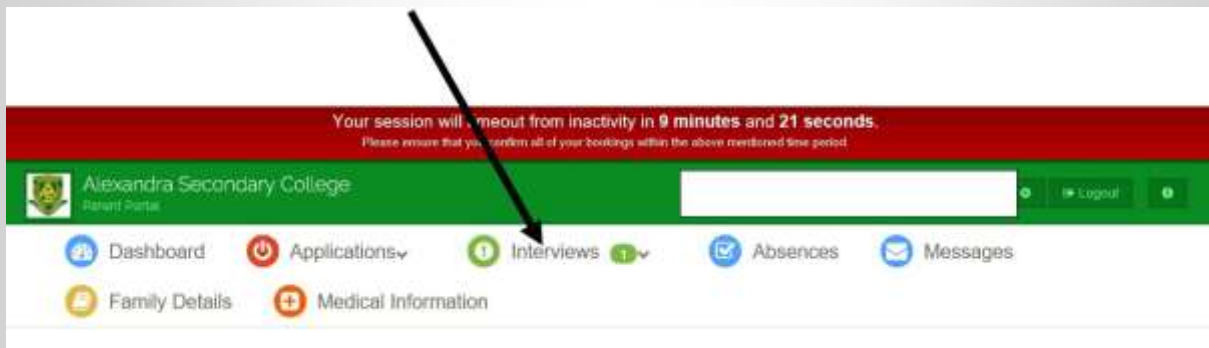 Your session will timeout from inactivity in 9 minutes and 21 seconds.
Please ensure that you confirm all of your bookings within the above mentioned time period
Alexandra Secondary College
Parent Portal
Logout
Dashboard
Applications
1 Interviews 1
Absences
Messages
Family Details
Medical Information